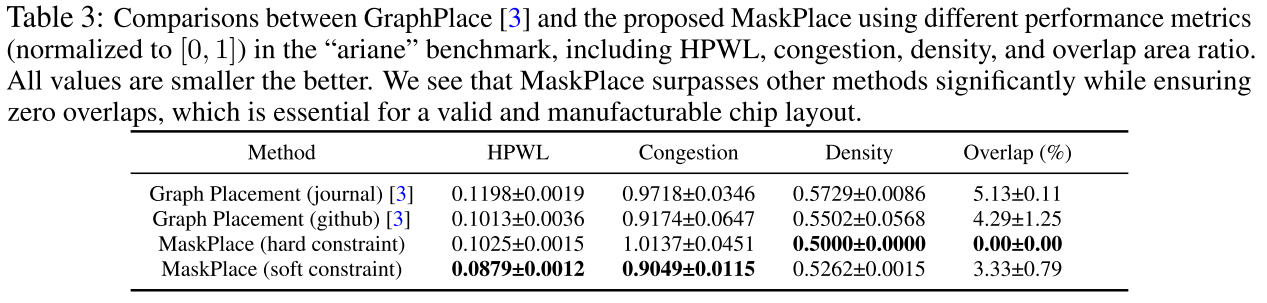 Table 3: Comparisons between GraphPlace [3] and the proposed MaskPlace using different performance metrics
(normalized to [0, 1]) in the “ariane” benchmark, including HPWL, congestion, density, and overlap area ratio.
All values are smaller the better. We see that MaskPlace surpasses other methods significantly while ensuring
zero overlaps, which is essential for a valid and manufacturable chip layout.
Method HPWL Congestion Density Overlap (%)
Graph Placement (journal) [3] 0.1198±0.0019 0.9718±0.0346 0.5729±0.0086 5.13±0.11
Graph Placement (github) [3] 0.1013±0.0036 0.9174±0.0647 0.5502±0.0568 4.29±1.25
MaskPlace (hard constraint) 0.1025±0.0015 1.0137±0.0451 0.5000±0.0000 0.00±0.00
MaskPlace (soft constraint) 0.0879±0.0012 0.9049±0.0115 0.5262±0.0015 3.33±0.79